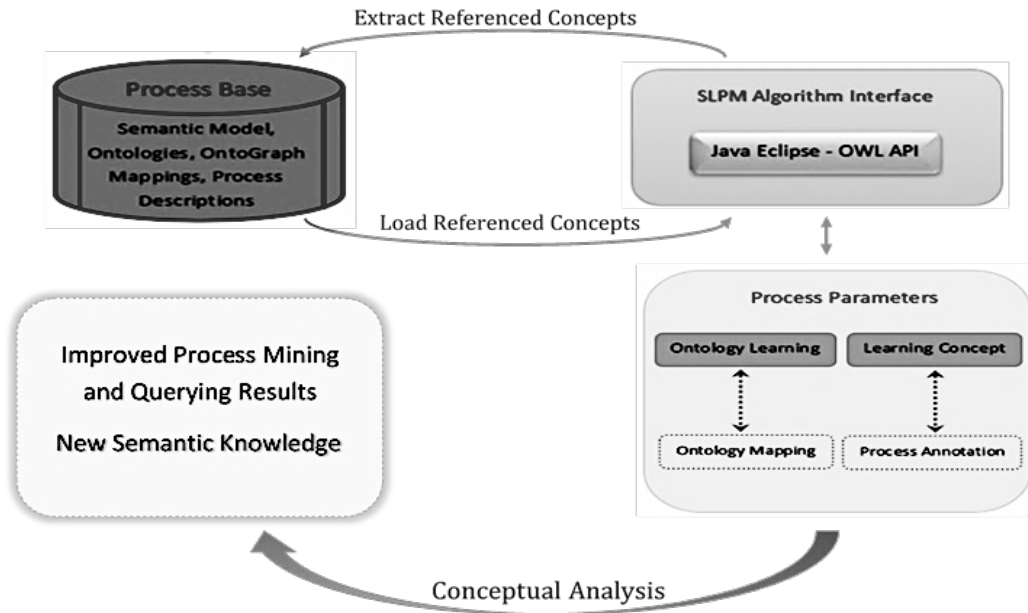 Extract Referenced Concepts
Process Base
Semantic Model,
Ontologies, OntoGraph
Mappings, Process
Descriptions
SLPM Algorithm Interface
Java Eclipse - OWL API
Load Referenced Concepts
Process Parameters
Ontology Learning
Learning Concept
Ontology Mapping
Process Annotation
Improved Process Mining
and Querying Results
New Semantic Knowledge
Conceptual Analysis